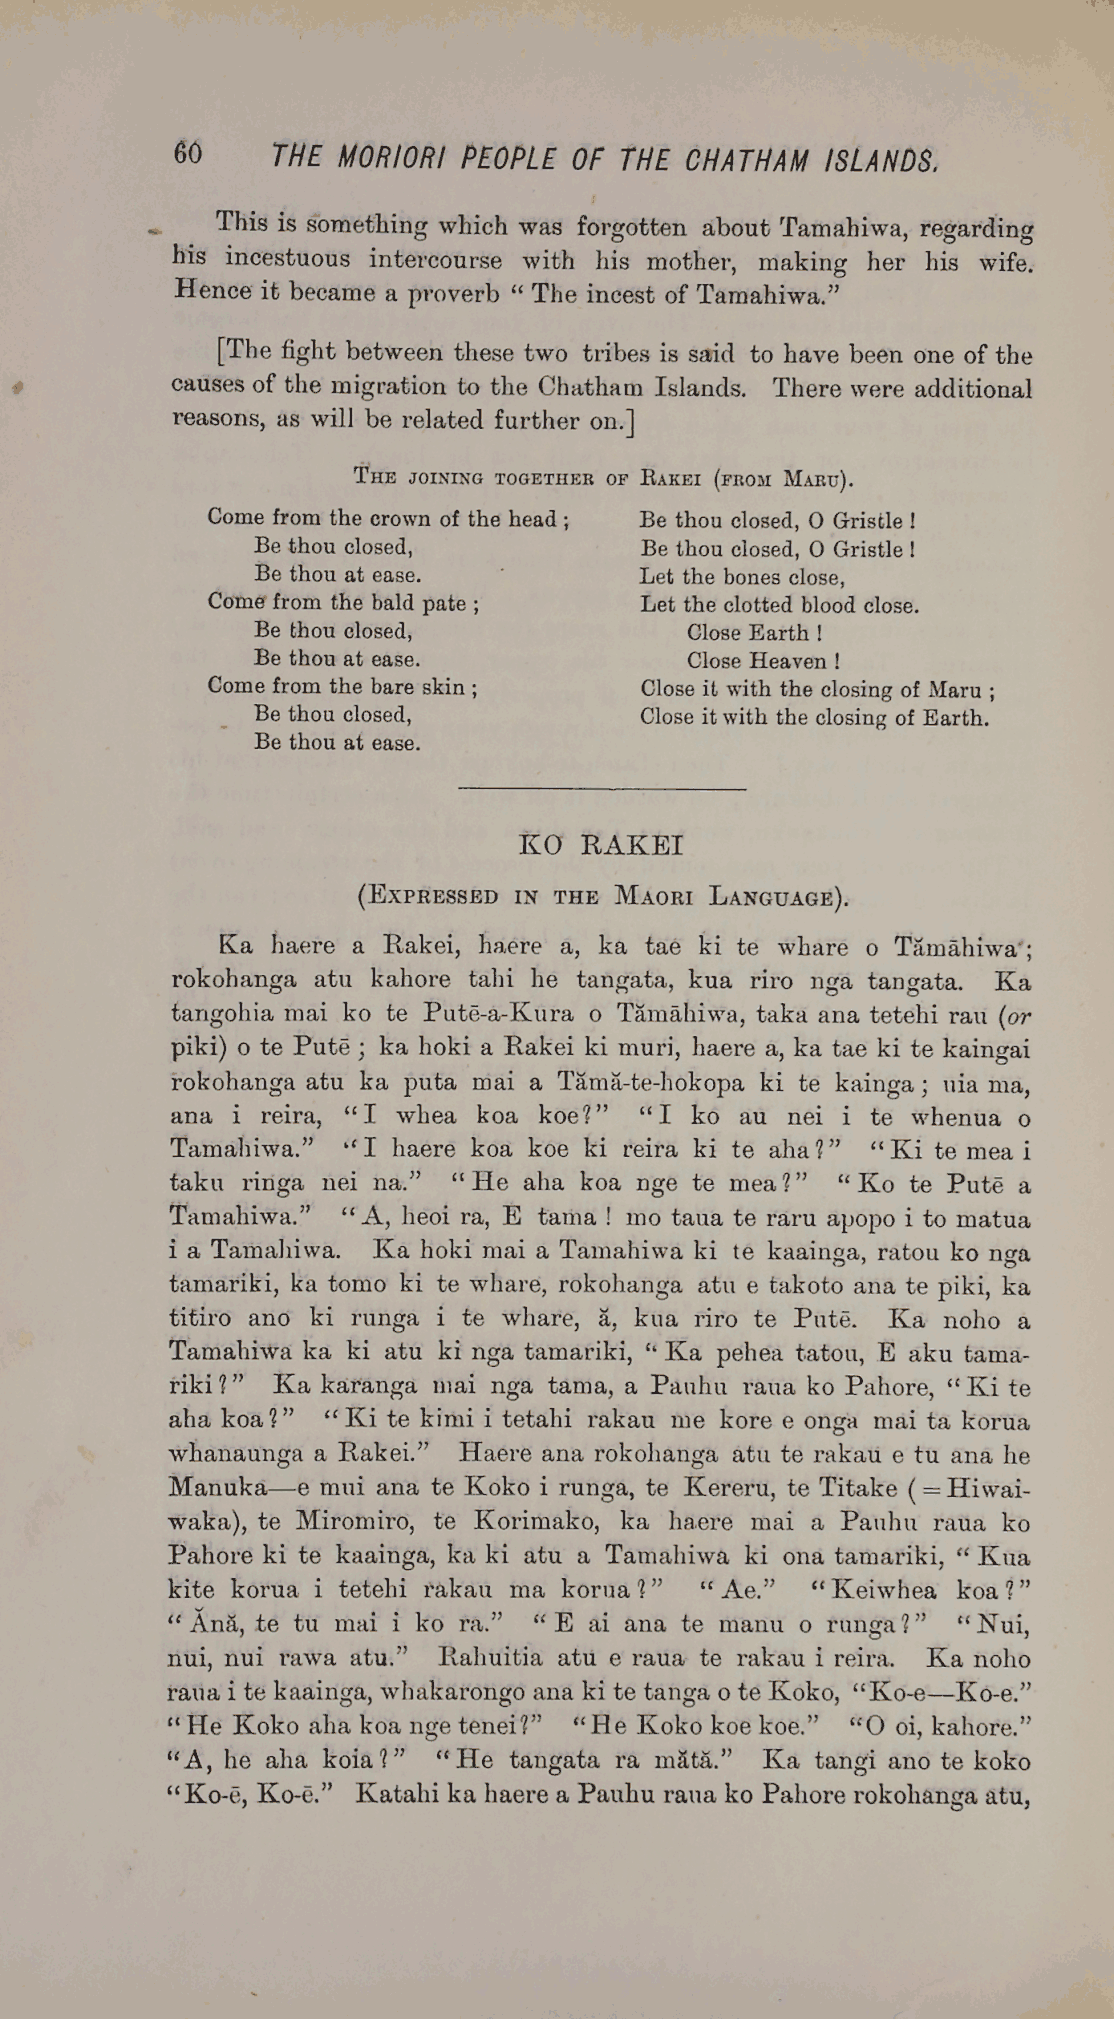 60 THE MORIORI PEOPLE OF THE CHATHAM ISLANDS.
This is something which was forgotten about Tamahiwa, regarding
his incestuous intercourse with his mother, making her his wife.
Hence it became a proverb “ The incest of Tamahiwa.”
[The fight between these two tribes is said to have been one of the
causes of the migration to the Chatham Islands. There were additional
reasons, as will be related further on.]
THE JOINING TOGETHER OF RAKEI (FROM MARU).
Come from the crown of the head ;
Be thou closed,
Be thou at ease.
Come from the bald pate ;
Be thou closed,
Be thou at ease.
Come from the bare skin ;
Be thou closed,
Be thou at ease.
Be thou closed, O Gristle !
Be thou closed, O Gristle !
Let the bones close,
Let the clotted blood close.
Close Earth !
Close Heaven !
Close it with the closing of Maru ;
Close it with the closing of Earth.
KO RAKEI
(EXPRESSED IN THE MAORI LANGUAGE).
Ka haere a Rakei, haere a, ka tae ki te whare o Tămāhiwa ;
rokohanga atu kahore tahi he tangata, kua riro nga tangata. Ka
tangohia mai ko te Putē-a-Kura o Tămāhiwa, taka ana tetehi rau (or
piki) o te Putē ; ka hoki a Rakei ki muri, haere a, ka tae ki te kaingai
rokohanga atu ka puta mai a Tămă-te-hokopa ki te kainga ; uia ma,
ana i reira, “I whea koa koe?” “I ko au nei i te whenua o
Tamahiwa.” “I haere koa koe ki reira ki te aha?” “Ki te mea i
taku ringa nei na.” “He aha koa nge te mea?” “Ko te Putē a
Tamahiwa.” “A, heoi ra, E tama ! mo taua te raru apopo i to matua
i a Tamahiwa. Ka hoki mai a Tamahiwa ki te kaainga, ratou ko nga
tamariki, ka tomo ki te whare, rokohanga atu e takoto ana te piki, ka
titiro ano ki runga i te whare, ă, kua riro te Putē. Ka noho a
Tamahiwa ka ki atu ki nga tamariki, “ Ka pehea tatou, E aku tama-
riki?” Ka karanga mai nga tama, a Pauhu raua ko Pahore, “Ki te
aha koa?” “Ki te kimi i tetahi rakau me kore e onga mai ta korua
whanaunga a Rakei.” Haere ana rokohanga atu te rakau e tu ana he
Manuka—e mui ana te Koko i runga, te Kereru, te Titake (=Hiwai-
waka), te Miromiro, te Korimako, ka haere mai a Pauhu raua ko
Pahore ki te kaainga, ka ki atu a Tamahiwa ki ona tamariki, “ Kua
kite korua i tetehi rakau ma korua?” “Ae.” “Keiwhea koa?”
“Ănă, te tu mai i ko ra.” “E ai ana te manu o runga?” “Nui,
nui, nui rawa atu.” Rahuitia atu e raua te rakau i reira. Ka noho
raua i te kaainga, whakarongo ana ki te tanga o te Koko, “Ko-e—Ko-e.”
“He Koko aha koa nge tenei?” “He Koko koe koe.” “O oi, kahore.”
“A, he aha koia?” “He tangata ra mătă.” Ka tangi ano te koko
“Ko-ē, Ko-ē.” Katahi ka haere a Pauhu raua ko Pahore rokohanga atu,